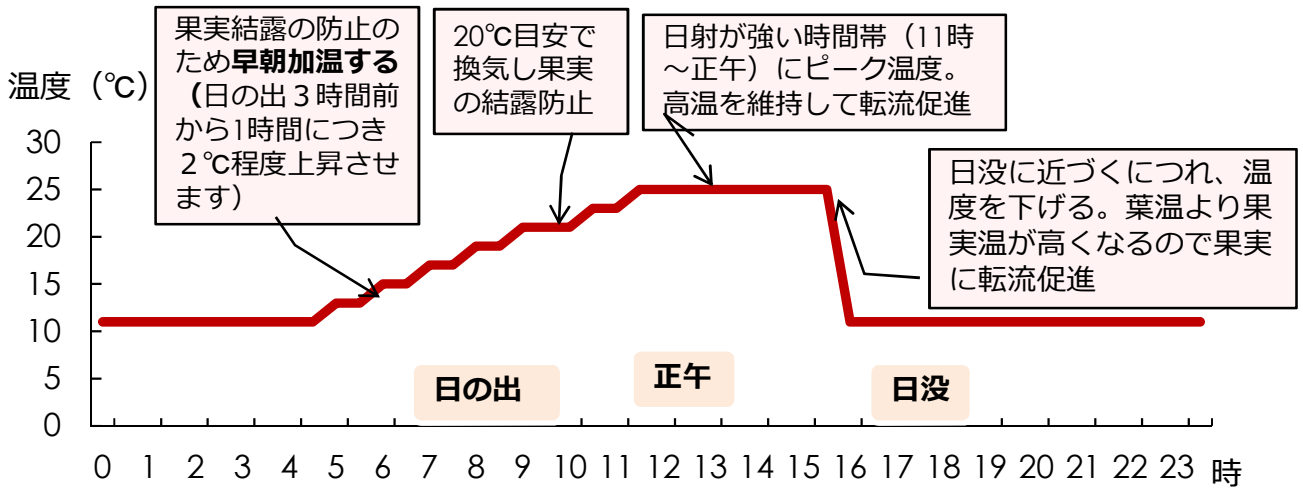 温度（℃）
果実結露の防止の
ため早朝加温する
（日の出３時間前
から1時間につき
２℃程度上昇させ
ます）
20℃目安で
換気し果実
の結露防止
日射が強い時間帯（11時
～正午）にピーク温度。
高温を維持して転流促進
日没に近づくにつれ、温
度を下げる。葉温より果
実温が高くなるので果実
に転流促進
30
25
20
15
10
5
0
日の出
正午
日没
0 1 2 3 4 5 6 7 8 9 10 11 12 13 14 15 16 17 18 19 20 21 22 23 時